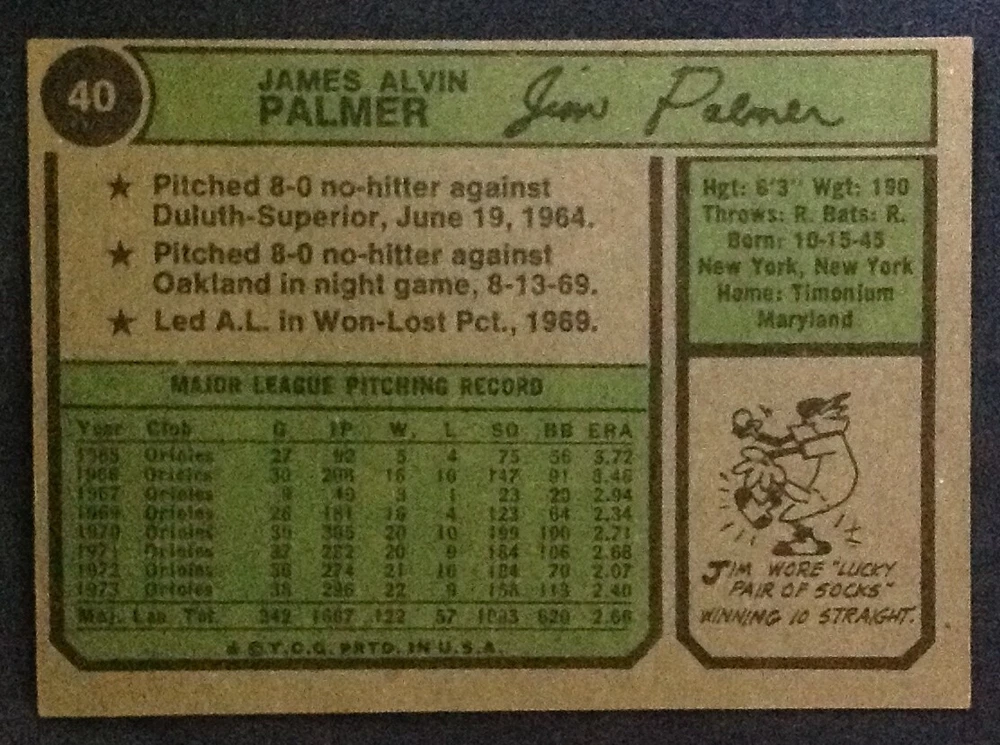 40
JAMES ALVIN
PALMER
Jim Palmer
★ Pitched 8-0 no-hitter against
Duluth-Superior, June 19, 1964.
★ Pitched 8-0 no-hitter against
Oakland in night game, 8-13-69.
★ Led A.L. in Won-Lost Pct., 1969.
Hgt: 6'3" Wgt: 190
Throws: R. Bats: R.
Born: 10-15-45
New York, New York
Home: Timonium
Maryland
MAJOR LEAGUE PITCHING RECORD
Year Club G IP W. L SO BB ERA
1965 Orioles 27 92 5 4 75 56 3.72
1966 Orioles 30 208 15 10 147 91 3.46
1967 Orioles 9 49 3 1 23 20 2.94
1969 Orioles 26 181 16 4 123 64 2.34
1970 Orioles 39 305 20 10 199 100 2.71
1971 Orioles 37 282 20 9 184 106 2.68
1972 Orioles 36 274 21 10 184 70 2.07
1973 Orioles 38 296 22 9 158 113 2.40
Maj. Lea. Tot. 242 1687 122 57 1093 620 2.66
© T.C.G. PRTD. IN U.S.A.
JIM WORE "LUCKY
PAIR OF SOCKS"
WINNING 10 STRAIGHT.